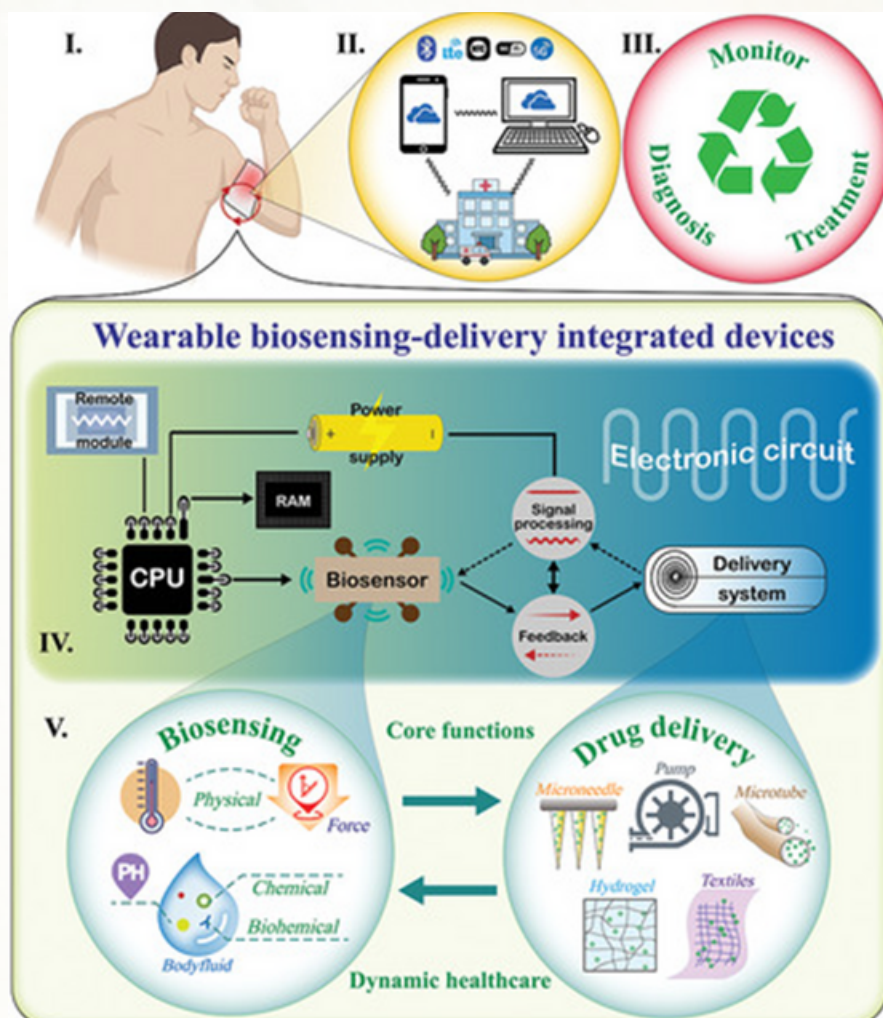 I.
II.
lte
5G
III.
Monitor
Diagnosis
Treatment
Wearable biosensing-delivery integrated devices
Remote
module
Power
+
supply
Electronic circuit
RAM
Signal
processing
CPU
Biosensor
Delivery
system
Feedback
IV.
V.
Biosensing
Core functions
Drug delivery
Physical
Force
Microneedle
Pump
Microtube
PH
Chemical
Biohemical
Bodyfluid
Hydrogel
Textiles
Dynamic healthcare